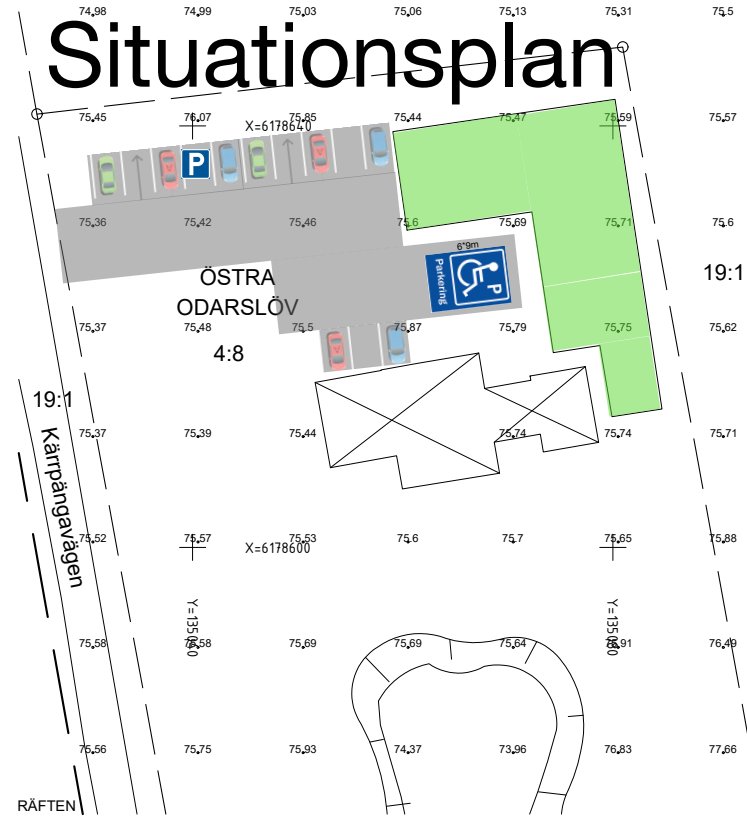 74,98 74,99 75,03 75,06 75,13 75,31 75,5
Situationsplan
75,45 76,07 75,85 75,44 75,47 75,59 75,57
X=6178640
P
75,36 75,42 75,46 75,6 75,69 75,71 75,6
6*9m
Parkering
P
ÖSTRA
ODARSLÖV
19:1
75,37 75,48 75,5 75,87 75,79 75,75 75,62
4:8
19:1
75,37 75,39 75,44 75,74 75,74 75,71
Kärrpängavägen
75,52 75,57 75,53 75,6 75,7 75,65 75,88
X=6178600
75,58 75,69 75,69 75,64 76,49
75,56 75,75 75,93 74,37 73,96 76,83 77,66
RÄFTEN